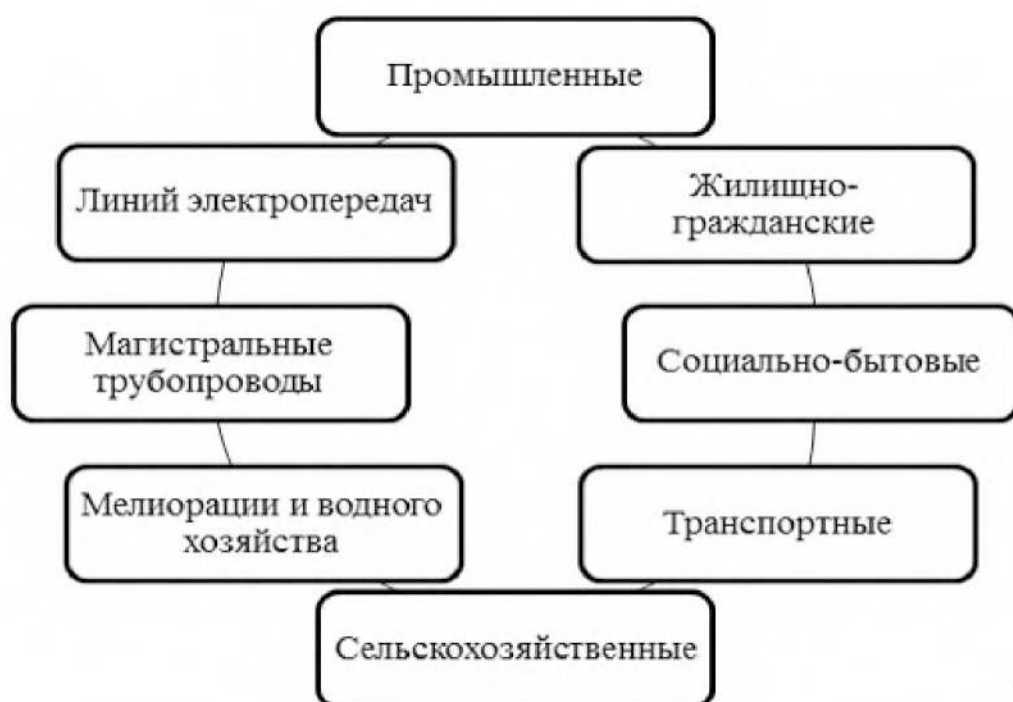 Промышленные
Линий электропередач
Жилищно-
гражданские
Магистральные
трубопроводы
Социально-бытовые
Мелиорации и водного
хозяйства
Транспортные
Сельскохозяйственные